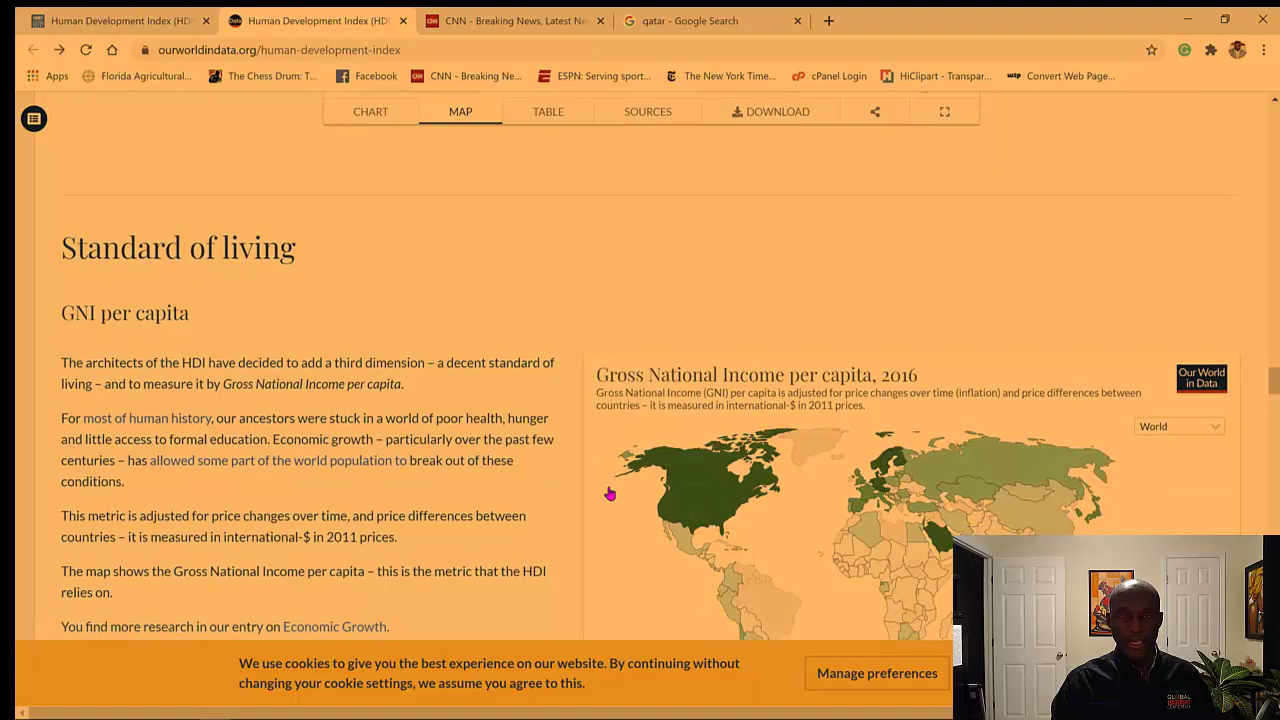 Human Development Index (HDI
Human Development Index (HDI
CNN - Breaking News, Latest Ne
qatar - Google Search
ourworldindata.org/human-development-index
Apps
Florida Agricultural...
The Chess Drum: T...
Facebook
CNN - Breaking Ne...
ESPN: Serving sport...
The New York Time...
cPanel Login
HiClipart - Transpar...
Convert Web Page...
CHART
MAP
TABLE
SOURCES
DOWNLOAD
Standard of living
GNI per capita
The architects of the HDI have decided to add a third dimension – a decent standard of
living – and to measure it by Gross National Income per capita.
For most of human history, our ancestors were stuck in a world of poor health, hunger
and little access to formal education. Economic growth – particularly over the past few
centuries – has allowed some part of the world population to break out of these
conditions.
This metric is adjusted for price changes over time, and price differences between
countries – it is measured in international-$ in 2011 prices.
The map shows the Gross National Income per capita – this is the metric that the HDI
relies on.
You find more research in our entry on Economic Growth.
Gross National Income per capita, 2016
Gross National Income (GNI) per capita is adjusted for price changes over time (inflation) and price differences between
countries – it is measured in international-$ in 2011 prices.
Our World
in Data
World
We use cookies to give you the best experience on our website. By continuing without
changing your cookie settings, we assume you agree to this.
Manage preferences
GLOBAL